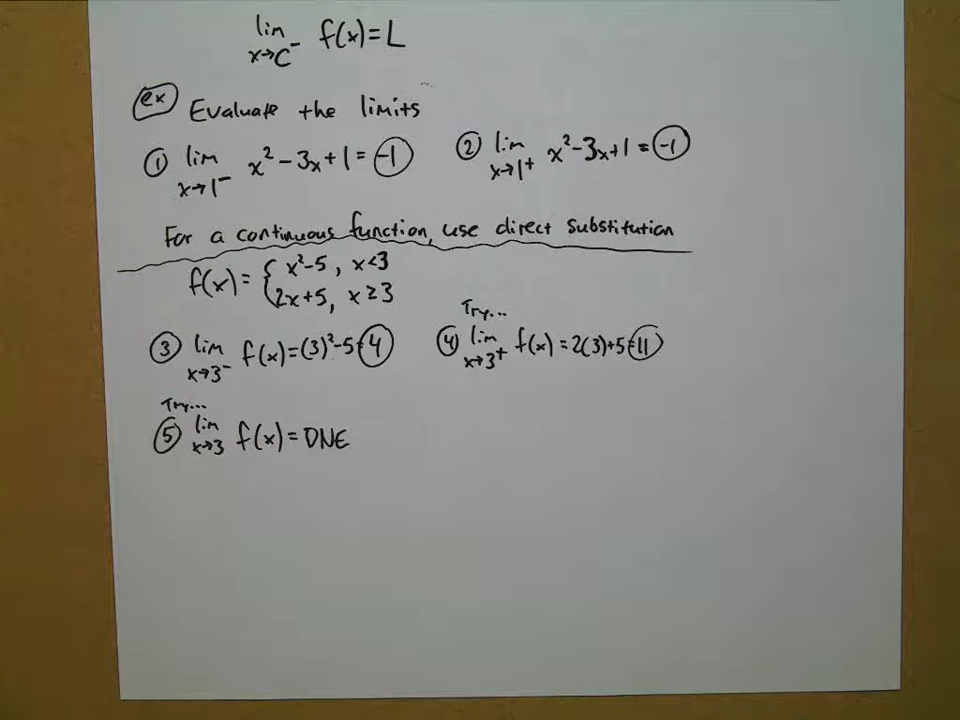 lim f(x)=L
x→C⁻
ex Evaluate the limits
① lim x²-3x+1=-1 ② lim x²-3x+1=-1
x→1⁻ x→1⁺
For a continuous function, use direct substitution
f(x)= { x²-5, x<3
2x+5, x≥3
Try...
③ lim f(x)=(3)²-5=4 ④ lim f(x)=2(3)+5=11
x→3⁻ x→3⁺
Try...
⑤ lim f(x)=DNE
x→3